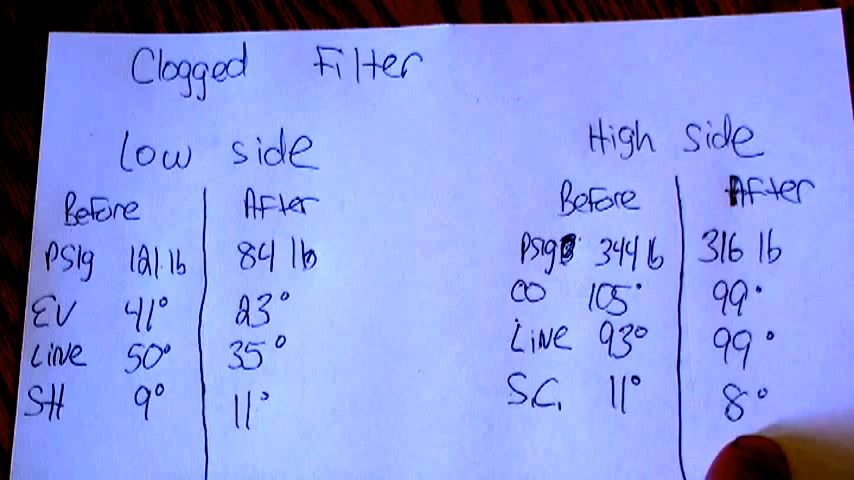 Clogged Filter
Low side
Before After
PSIg 121 lb 84 lb
EV 41° 23°
Line 50° 35°
SH 9° 11°
High side
Before After
PSIg 344 lb 316 lb
CO 105° 99°
Line 93° 99°
S.C. 11° 8°